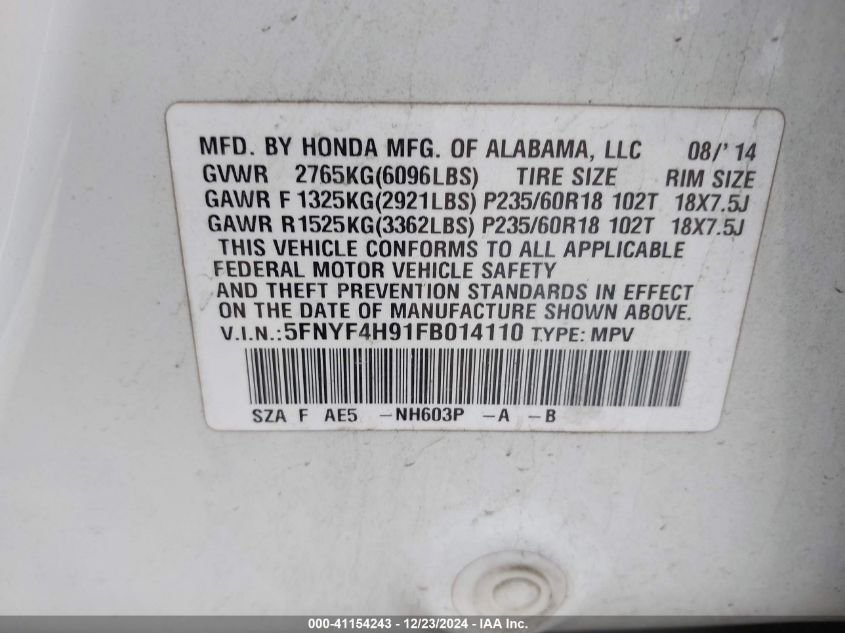 MFD. BY HONDA MFG. OF ALABAMA, LLC 08/'14
GVWR 2765KG(6096LBS) TIRE SIZE RIM SIZE
GAWR F 1325KG(2921LBS) P235/60R18 102T 18X7.5J
GAWR R1525KG(3362LBS) P235/60R18 102T 18X7.5J
THIS VEHICLE CONFORMS TO ALL APPLICABLE
FEDERAL MOTOR VEHICLE SAFETY
AND THEFT PREVENTION STANDARDS IN EFFECT
ON THE DATE OF MANUFACTURE SHOWN ABOVE.
V.I.N.:5FNYF4H91FB014110 TYPE: MPV
SZA F AE5 -NH603P -A -B
000-41154243 - 12/23/2024 - IAA Inc.